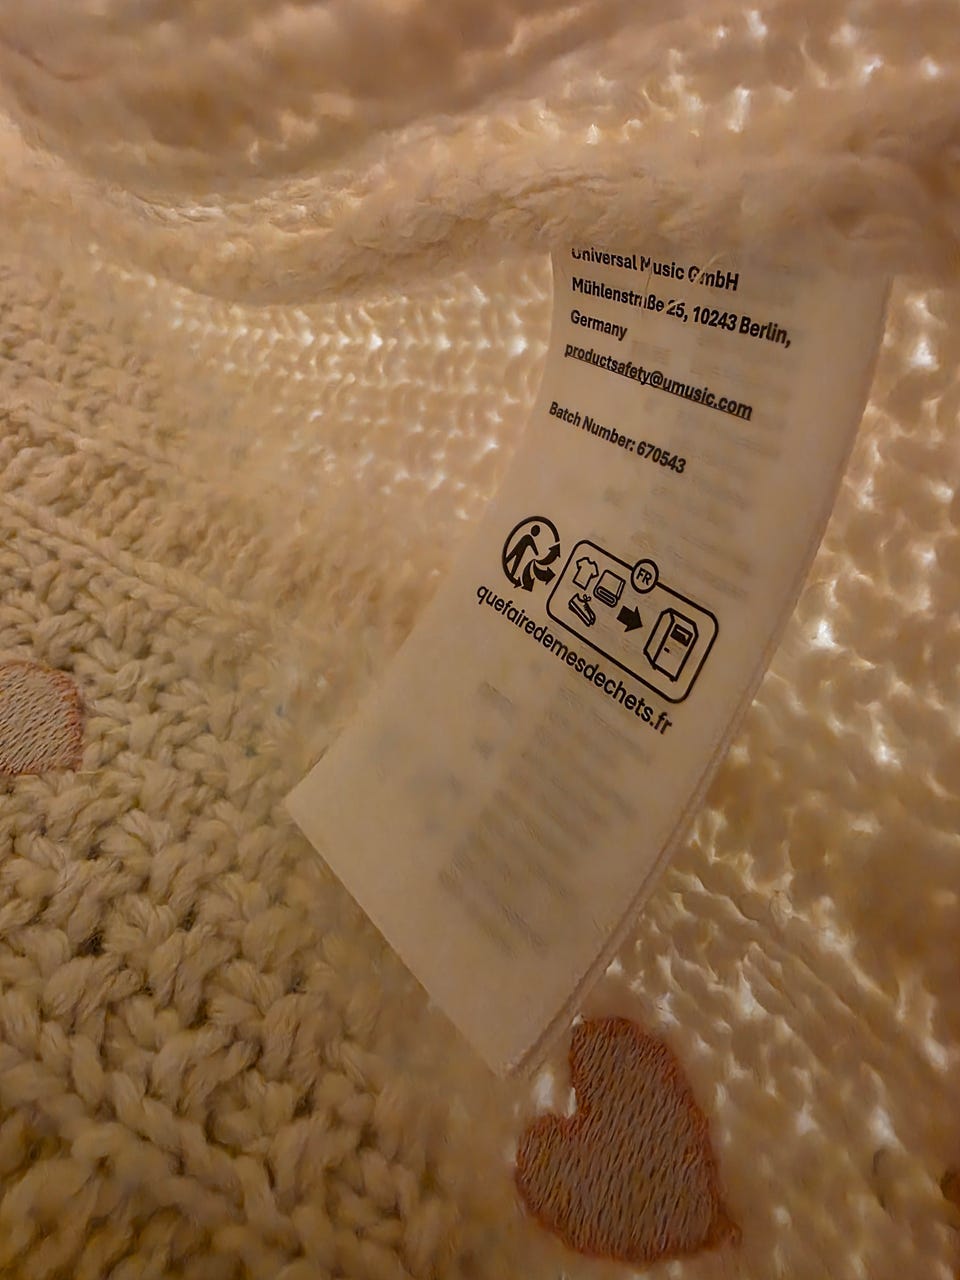 Universal Music GmbH
Mühlenstraße 25, 10243 Berlin,
Germany
productsafety@umusic.com
Batch Number: 670543
FR
quefairedemesdechets.fr